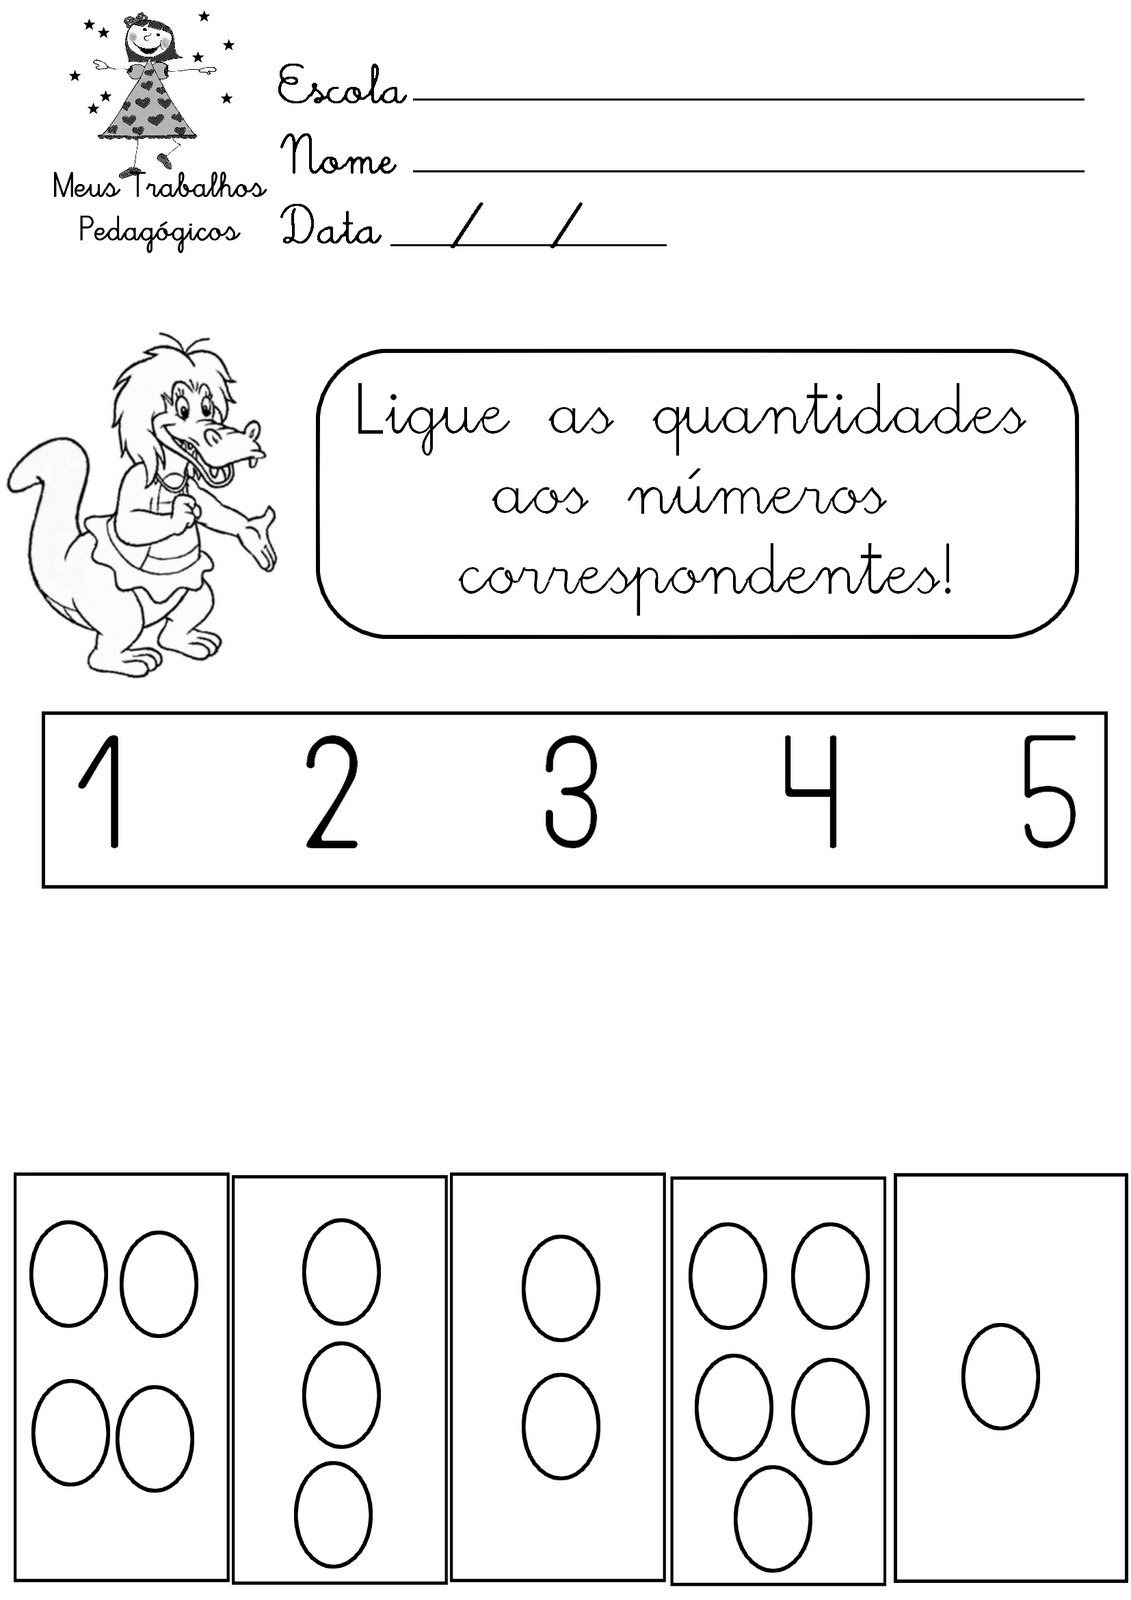 Escola
Nome
Meus Trabalhos
Pedagógicos
Data / /
Ligue as quantidades
aos números
correspondentes!
1 2 3 4 5